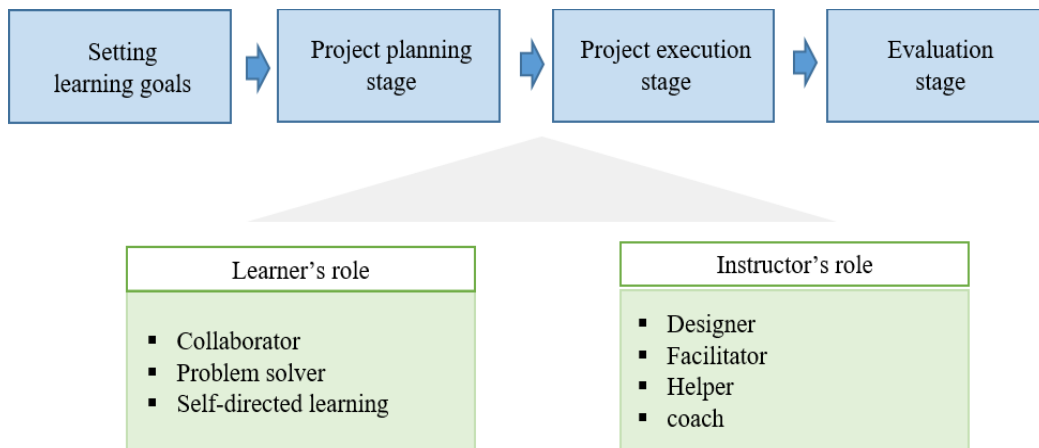 Setting
learning goals
Project planning
stage
Project execution
stage
Evaluation
stage
Learner’s role
▪ Collaborator
▪ Problem solver
▪ Self-directed learning
Instructor’s role
▪ Designer
▪ Facilitator
▪ Helper
▪ coach